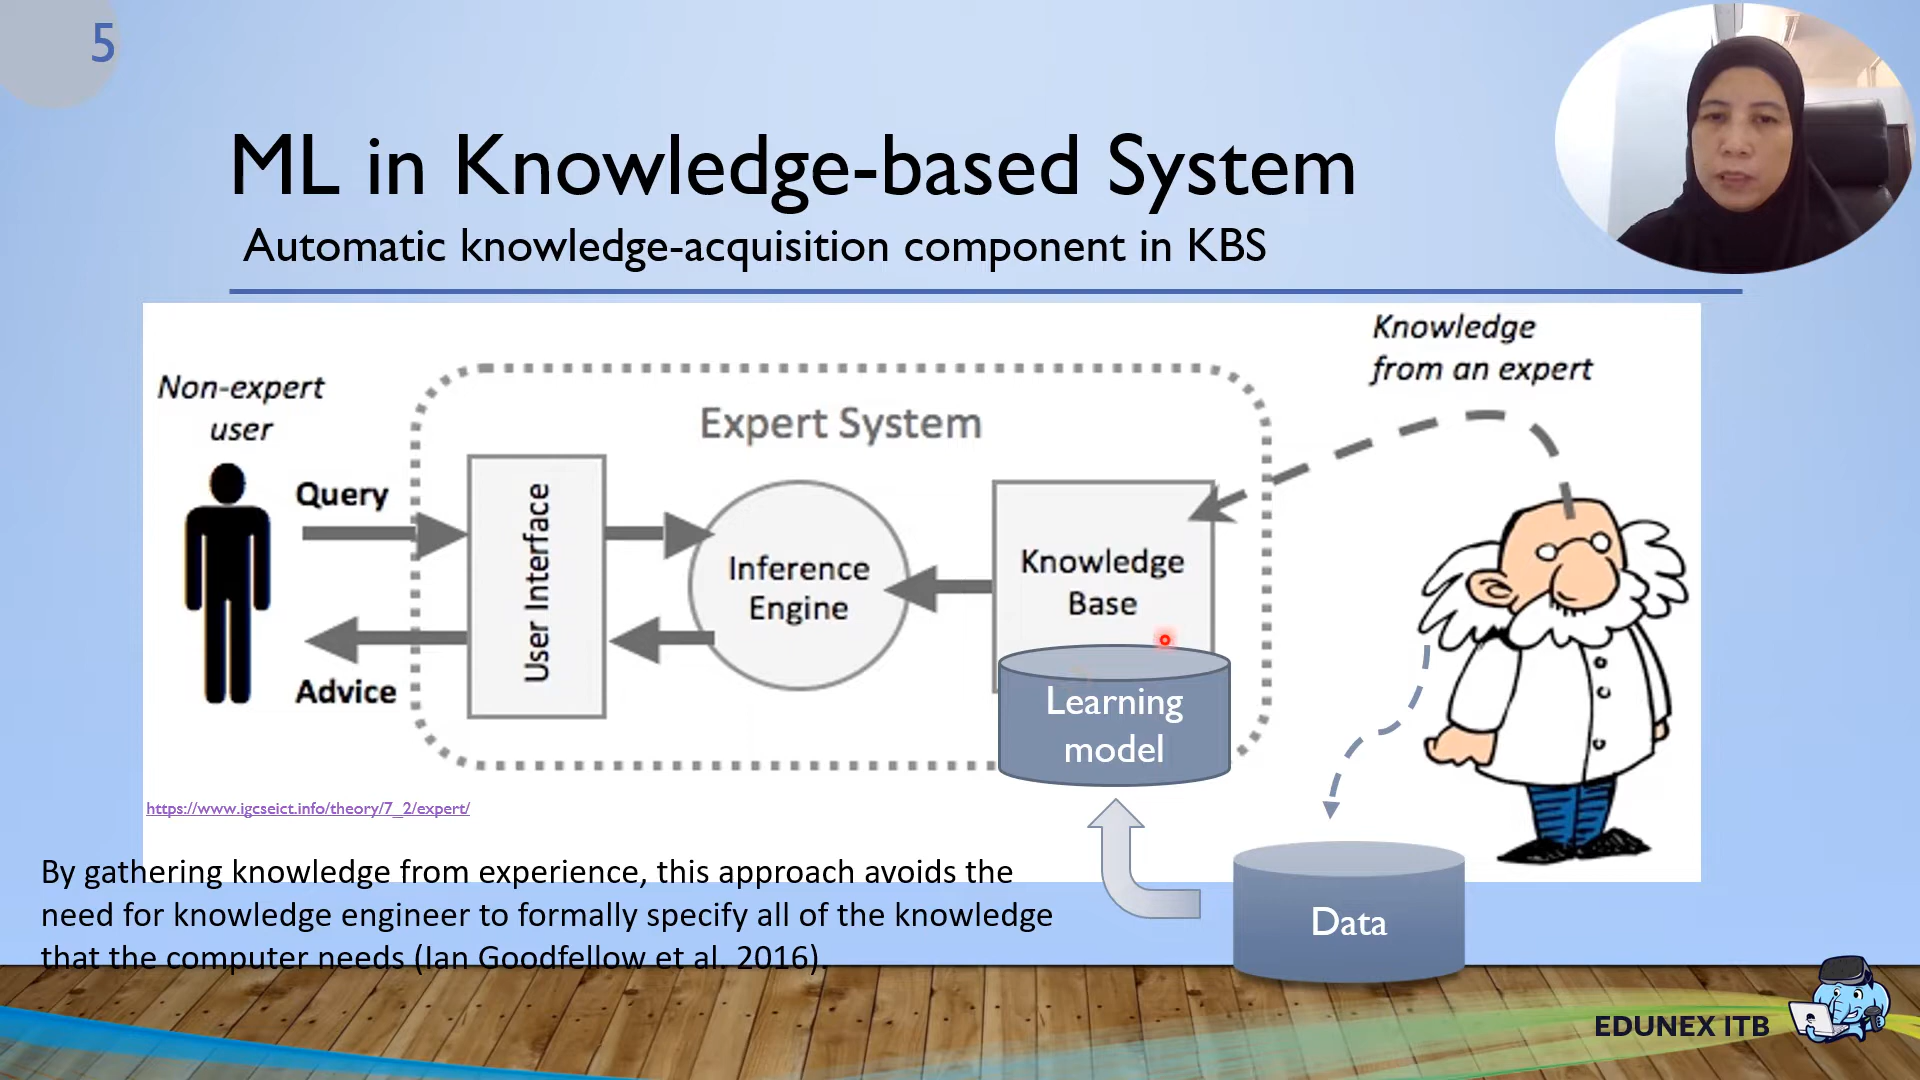 5
ML in Knowledge-based System
Automatic knowledge-acquisition component in KBS
Knowledge
from an expert
Non-expert
user
Expert System
Query
User Interface
Inference
Engine
Knowledge
Base
Advice
Learning
model
https://www.igcseict.info/theory/7_2/expert/
By gathering knowledge from experience, this approach avoids the
need for knowledge engineer to formally specify all of the knowledge
that the computer needs (Ian Goodfellow et al. 2016).
Data
EDUNEX ITB